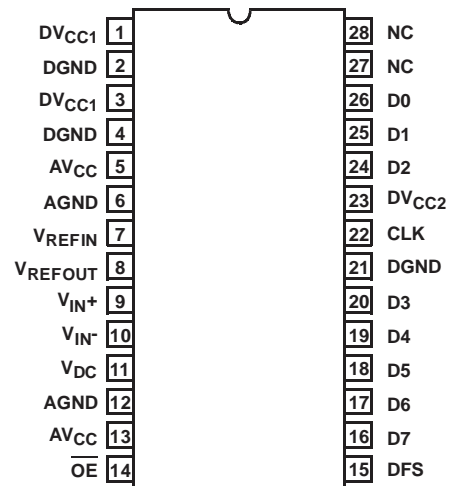 DVCC1 1 28 NC
DGND 2 27 NC
DVCC1 3 26 D0
DGND 4 25 D1
AVCC 5 24 D2
AGND 6 23 DVCC2
VREFIN 7 22 CLK
VREFOUT 8 21 DGND
VIN+ 9 20 D3
VIN- 10 19 D4
VDC 11 18 D5
AGND 12 17 D6
AVCC 13 16 D7
O̅E̅ 14 15 DFS